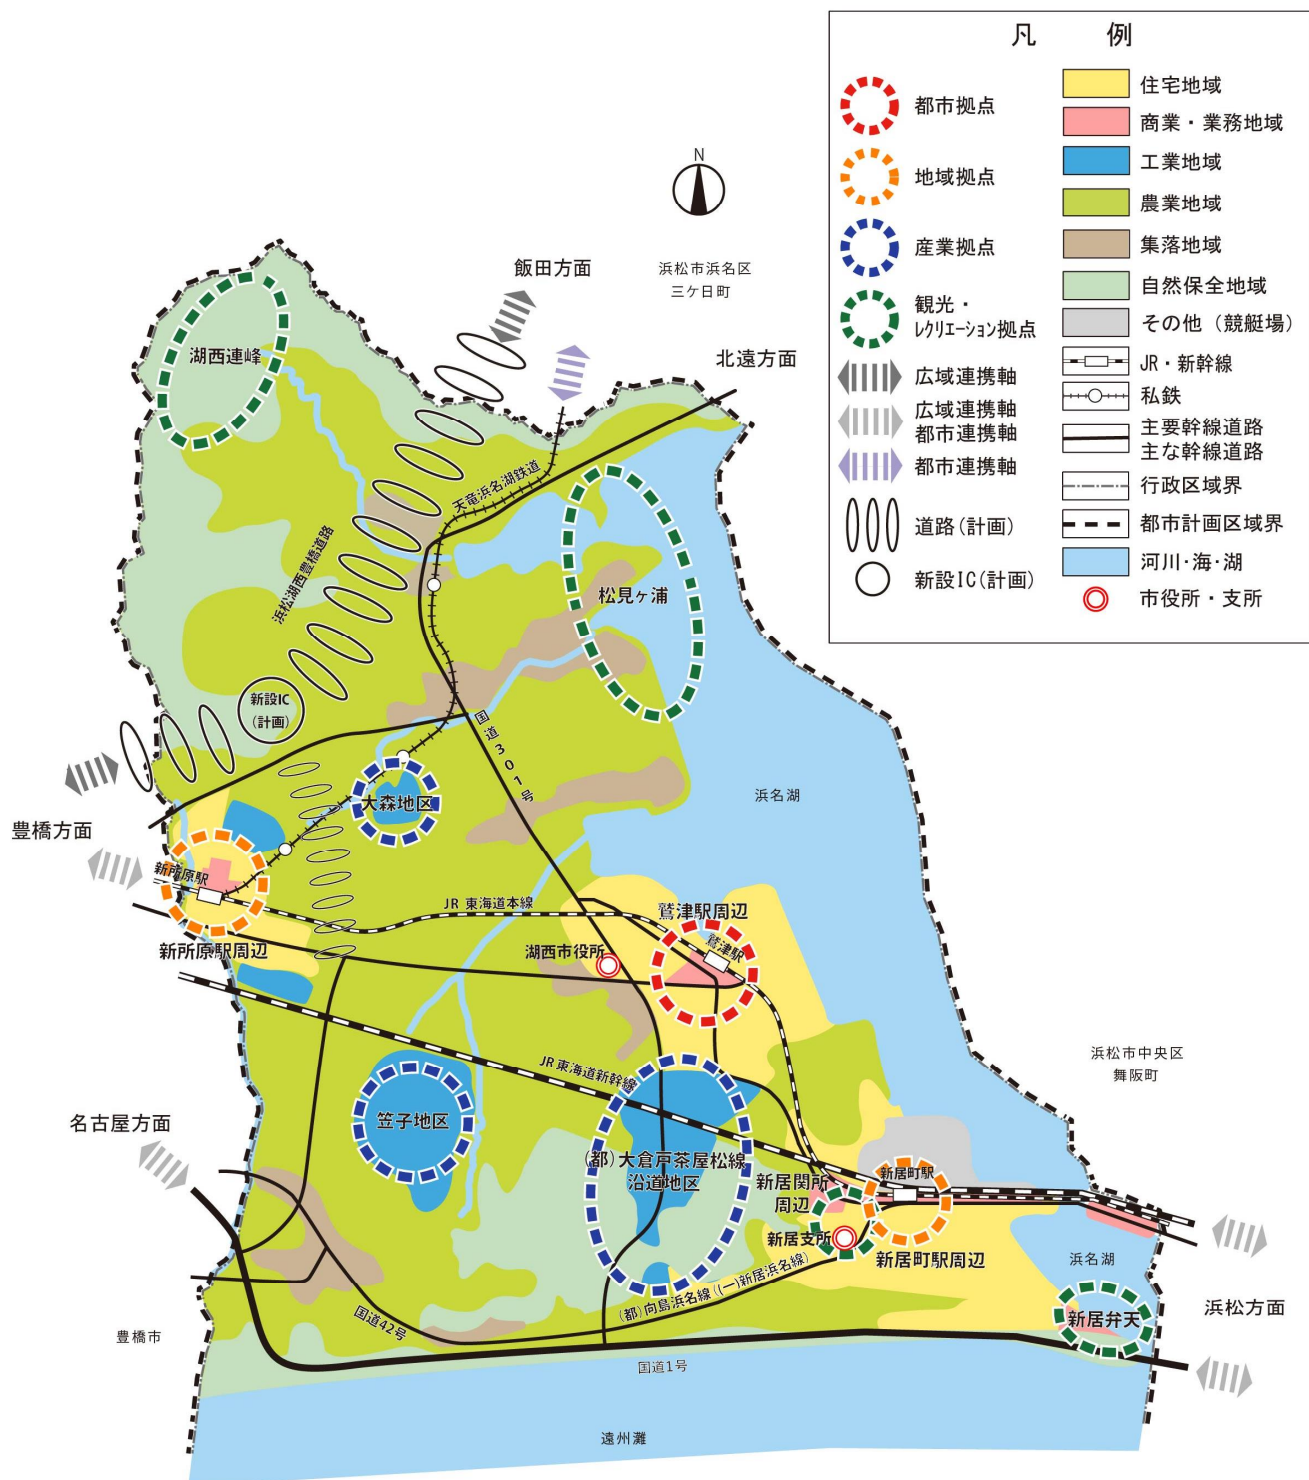 凡 例
都市拠点
地域拠点
産業拠点
観光・
レクリエーション拠点
広域連携軸
広域連携軸
都市連携軸
都市連携軸
道路(計画)
新設IC(計画)
住宅地域
商業・業務地域
工業地域
農業地域
集落地域
自然保全地域
その他（競艇場）
JR・新幹線
私鉄
主要幹線道路
主な幹線道路
行政区域界
都市計画区域界
河川・海・湖
市役所・支所
N
飯田方面
浜松市浜名区
三ケ日町
北遠方面
湖西連峰
天竜浜名湖鉄道
浜松湖西豊橋道路
松見ヶ浦
新設IC
(計画)
国道301号
浜名湖
大森地区
豊橋方面
新所原駅
新所原駅周辺
JR 東海道本線
鷲津駅周辺
鷲津駅
湖西市役所
JR 東海道新幹線
浜松市中央区
舞阪町
名古屋方面
笠子地区
(都)大倉戸茶屋松線
沿道地区
新居関所
周辺
新居町駅
新居支所
新居町駅周辺
浜名湖
(都)向島浜名線((一)新居浜名線)
国道42号
新居弁天
浜松方面
豊橋市
国道1号
遠州灘